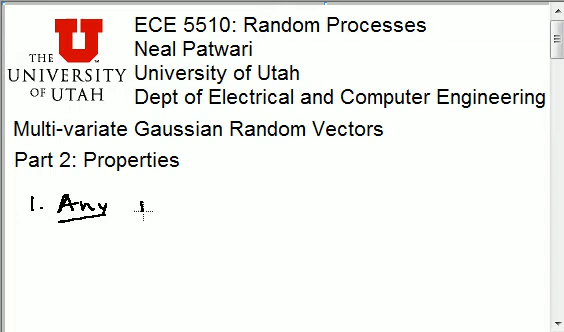 ECE 5510: Random Processes
Neal Patwari
University of Utah
Dept of Electrical and Computer Engineering
THE
UNIVERSITY
OF UTAH
Multi-variate Gaussian Random Vectors
Part 2: Properties
1. Any